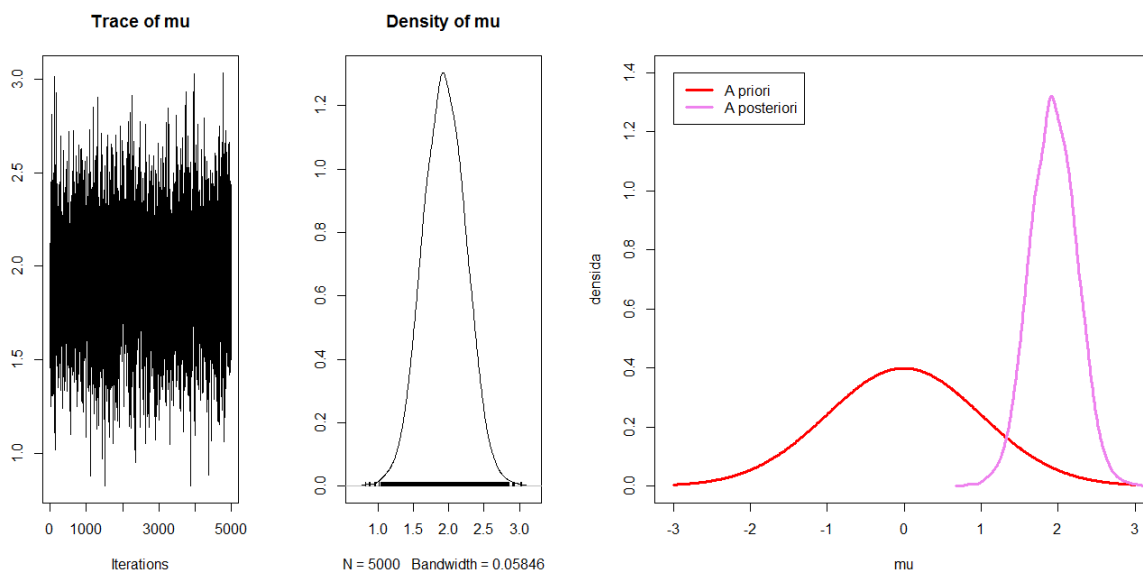 Trace of mu
3.0
2.5
2.0
1.5
1.0
0 1000 3000 5000
Iterations
Density of mu
1.2
1.0
0.8
0.6
0.4
0.2
0.0
1.0 1.5 2.0 2.5 3.0
N = 5000 Bandwidth = 0.05846
A priori
A posteriori
densida
1.4
1.2
1.0
0.8
0.6
0.4
0.2
0.0
-3 -2 -1 0 1 2 3
mu